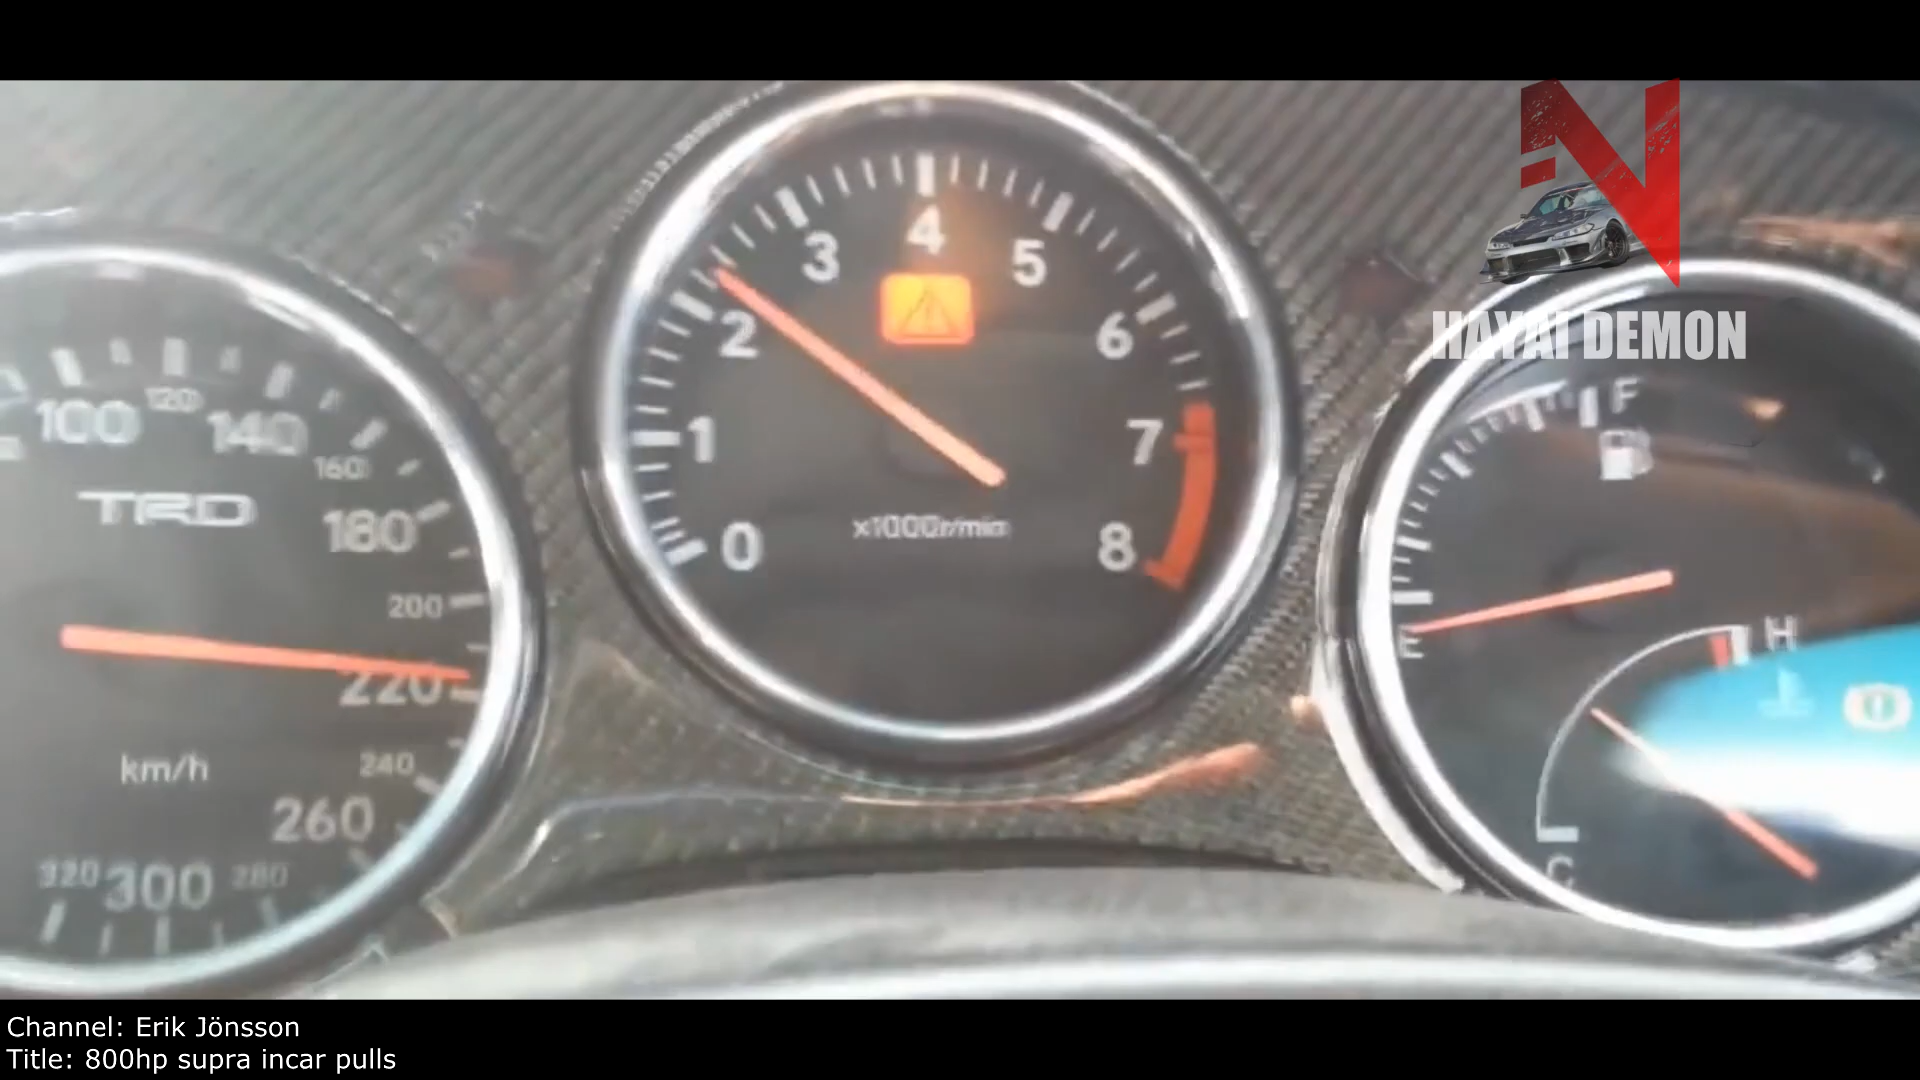 HAYAI DEMON
3
4
5
2
6
1
7
0
8
x1000r/min
100
120
140
160
TRD
180
200
220
km/h
240
260
320
300
280
F
E
H
C
Channel: Erik Jönsson
Title: 800hp supra incar pulls